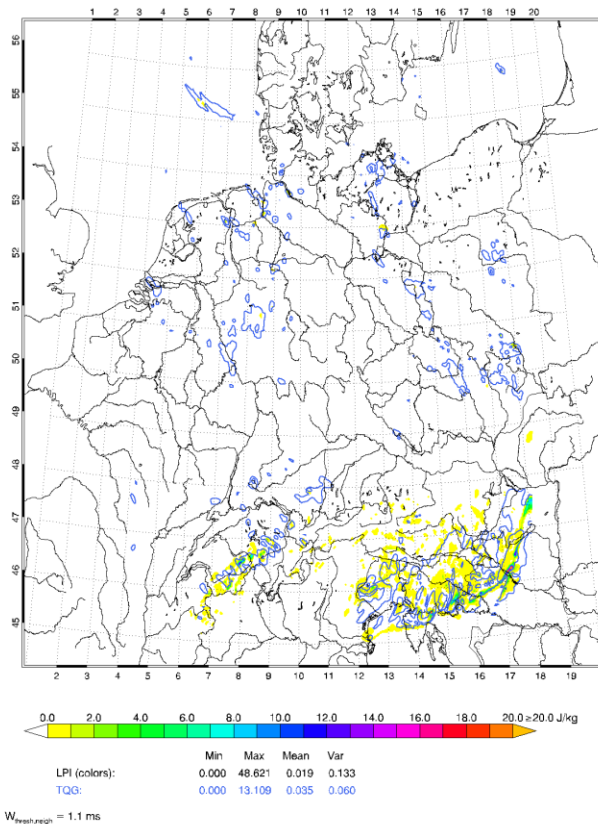 1 2 3 4 5 6 7 8 9 10 11 12 13 14 15 16 17 18 19 20
56
55
54
53
52
51
50
49
48
47
46
45
2 3 4 5 6 7 8 9 10 11 12 13 14 15 16 17 18 19
0.0 2.0 4.0 6.0 8.0 10.0 12.0 14.0 16.0 18.0 20.0 ≥20.0 J/kg
Min Max Mean Var
LPI (colors): 0.000 48.621 0.019 0.133
TQG: 0.000 13.109 0.035 0.060
Wthresh,neigh = 1.1 ms